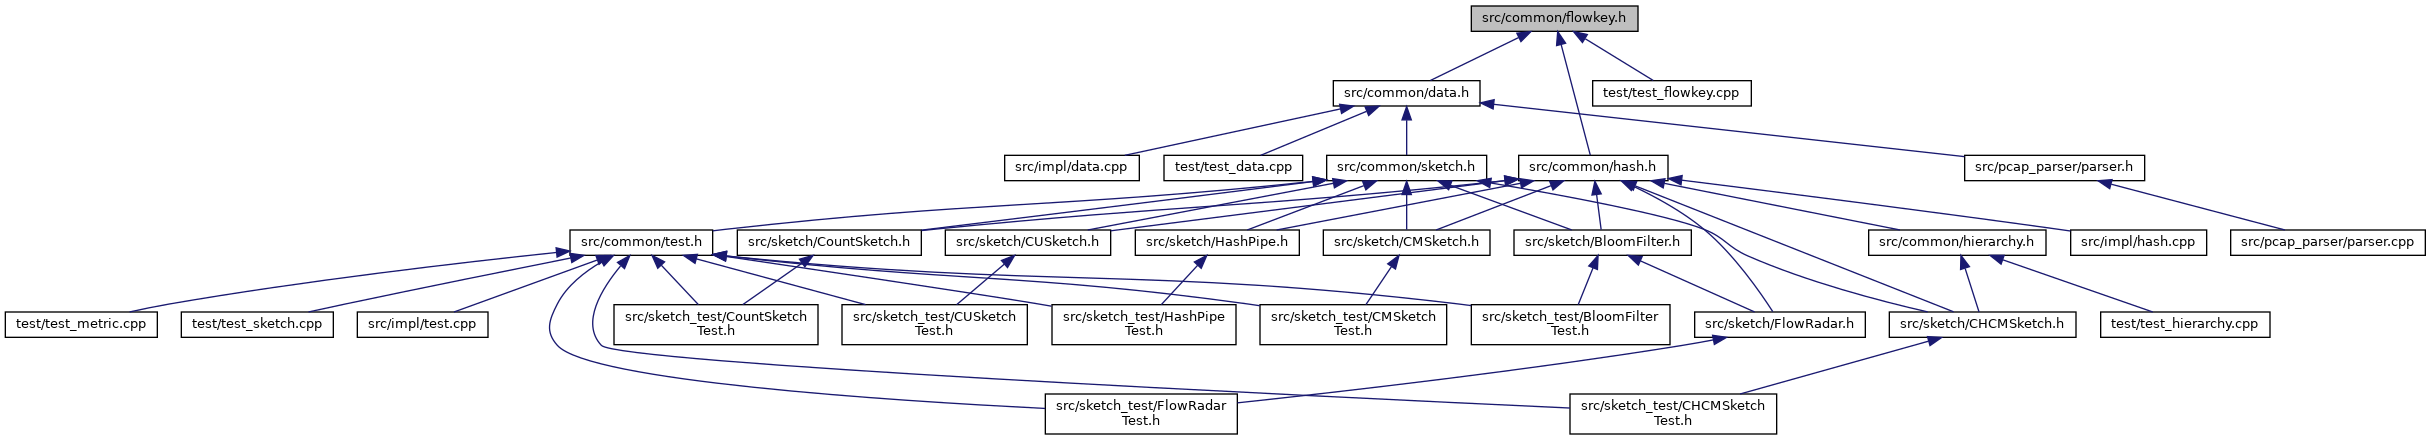 src/common/flowkey.h
src/common/data.h
test/test_flowkey.cpp
src/impl/data.cpp
test/test_data.cpp
src/common/sketch.h
src/common/hash.h
src/pcap_parser/parser.h
src/common/test.h
src/sketch/CountSketch.h
src/sketch/CUSketch.h
src/sketch/HashPipe.h
src/sketch/CMSketch.h
src/sketch/BloomFilter.h
src/common/hierarchy.h
src/impl/hash.cpp
src/pcap_parser/parser.cpp
test/test_metric.cpp
test/test_sketch.cpp
src/impl/test.cpp
src/sketch_test/CountSketch
Test.h
src/sketch_test/CUSketch
Test.h
src/sketch_test/HashPipe
Test.h
src/sketch_test/CMSketch
Test.h
src/sketch_test/BloomFilter
Test.h
src/sketch/FlowRadar.h
src/sketch/CHCMSketch.h
test/test_hierarchy.cpp
src/sketch_test/FlowRadar
Test.h
src/sketch_test/CHCMSketch
Test.h